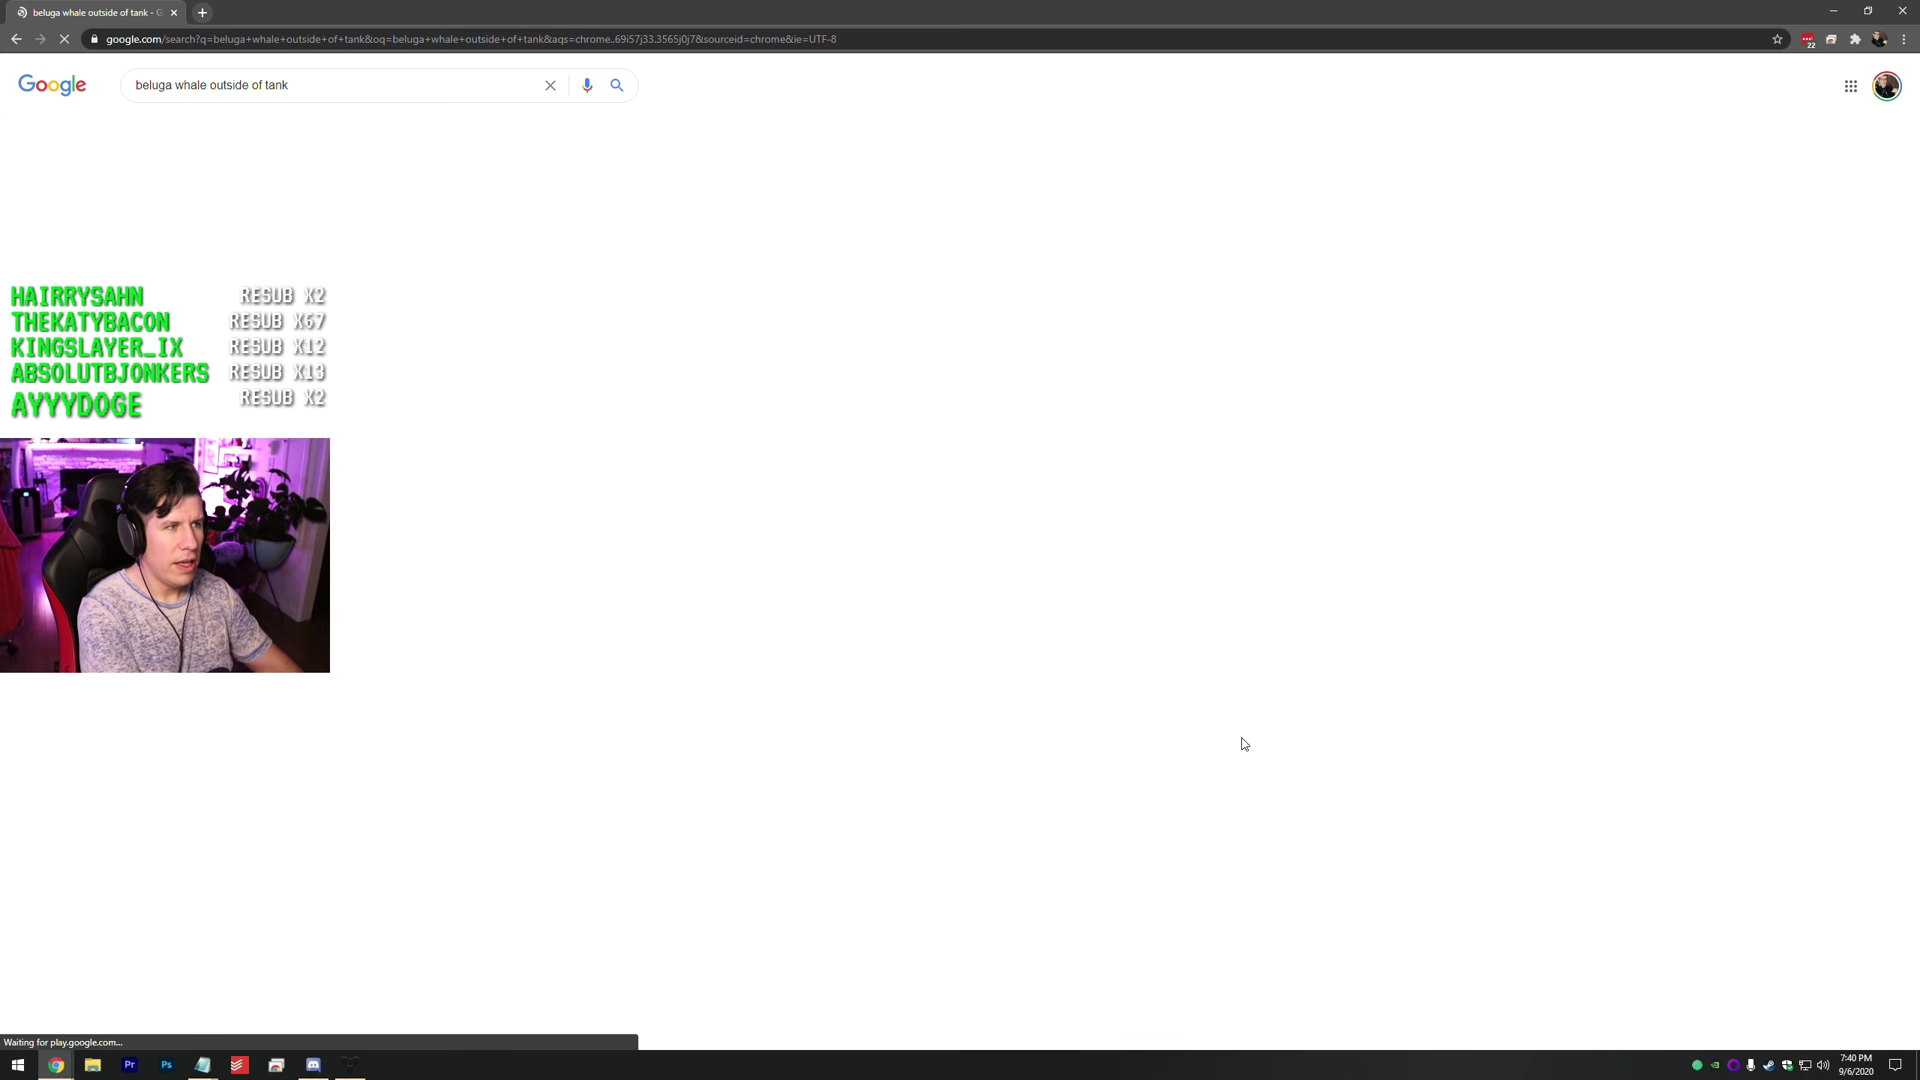 beluga whale outside of tank - G
google.com/search?q=beluga+whale+outside+of+tank&oq=beluga+whale+outside+of+tank&aqs=chrome..69i57j33.3565j0j7&sourceid=chrome&ie=UTF-8
22
Google
beluga whale outside of tank
HAIRRYSAHN RESUB X2
THEKATYBACON RESUB X67
KINGSLAYER_IX RESUB X12
ABSOLUTBJONKERS RESUB X13
AYYYDOGE RESUB X2
Waiting for play.google.com...
Pr
Ps
7:40 PM
9/6/2020